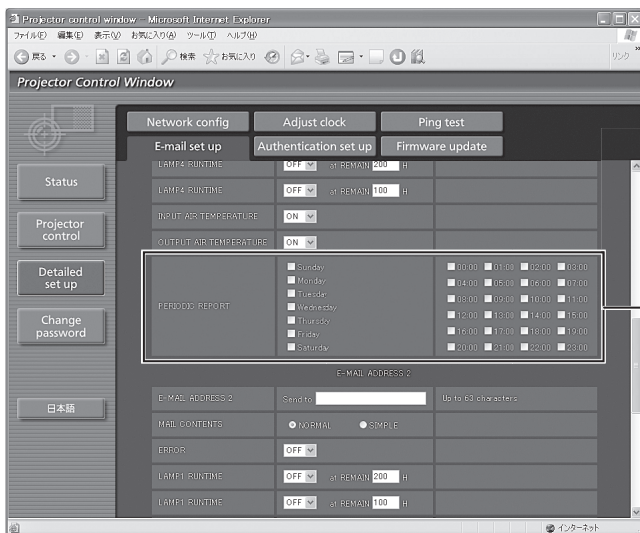 Projector control window - Microsoft Internet Explorer
ファイル(F) 編集(E) 表示(V) お気に入り(A) ツール(T) ヘルプ(H)
戻る 検索 お気に入り リンク »
Projector Control Window
Network config Adjust clock Ping test
E-mail set up Authentication set up Firmware update
Status
Projector control
Detailed set up
Change password
日本語
LAMP4 RUNTIME OFF at REMAIN 200 H
LAMP4 RUNTIME OFF at REMAIN 100 H
INPUT AIR TEMPERATURE ON
OUTPUT AIR TEMPERATURE ON
PERIODIC REPORT
Sunday
Monday
Tuesday
Wednesday
Thursday
Friday
Saturday
00:00 01:00 02:00 03:00
04:00 05:00 06:00 07:00
08:00 09:00 10:00 11:00
12:00 13:00 14:00 15:00
16:00 17:00 18:00 19:00
20:00 21:00 22:00 23:00
E-MAIL ADDRESS 2
E-MAIL ADDRESS 2 Send to Up to 63 characters
MAIL CONTENTS NORMAL SIMPLE
ERROR OFF
LAMP1 RUNTIME OFF at REMAIN 200 H
LAMP1 RUNTIME OFF at REMAIN 100 H
インターネット